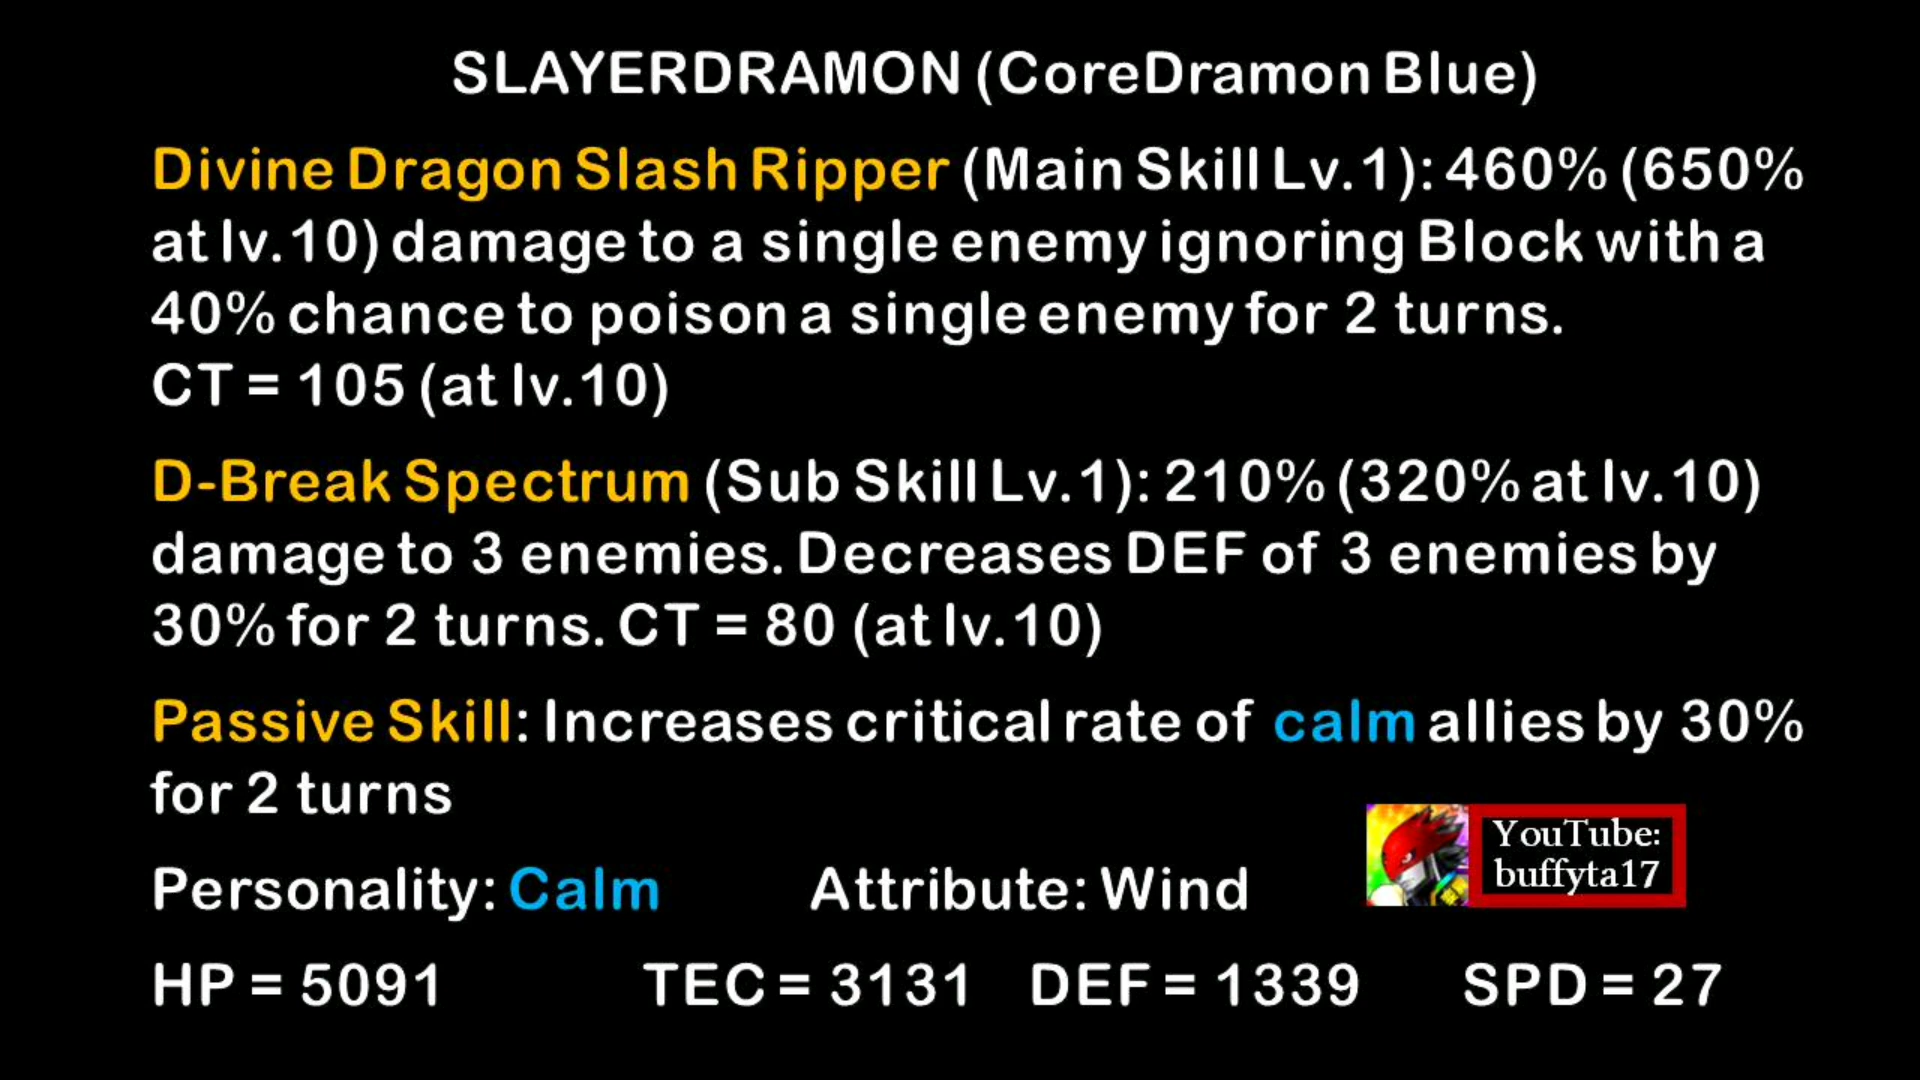 SLAYERDRAMON (CoreDramon Blue)
Divine Dragon Slash Ripper (Main Skill Lv.1): 460% (650%
at lv.10) damage to a single enemy ignoring Block with a
40% chance to poison a single enemy for 2 turns.
CT = 105 (at lv.10)
D-Break Spectrum (Sub Skill Lv.1): 210% (320% at lv.10)
damage to 3 enemies. Decreases DEF of 3 enemies by
30% for 2 turns. CT = 80 (at lv.10)
Passive Skill: Increases critical rate of calm allies by 30%
for 2 turns
YouTube:
buffyta17
Personality: Calm Attribute: Wind
HP = 5091 TEC = 3131 DEF = 1339 SPD = 27